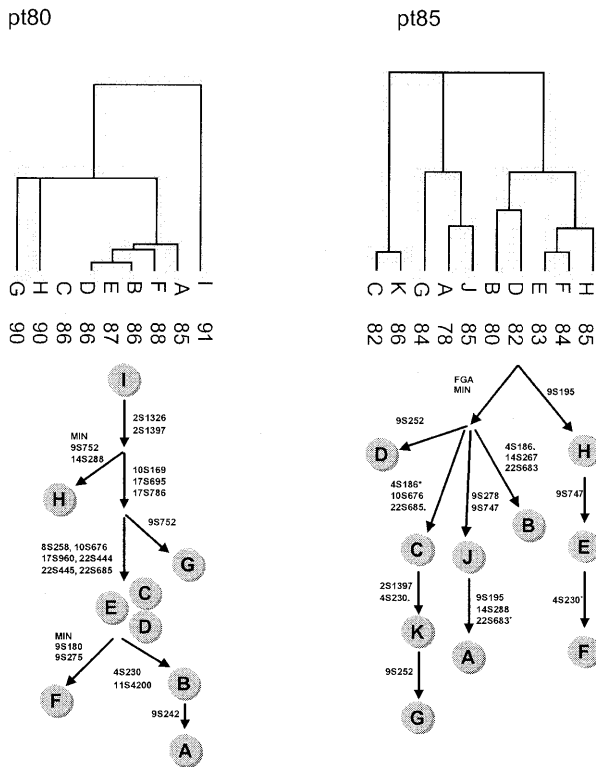 pt80
pt85
G H C D E B F A I
90 90 86 86 87 86 88 85 91
C K G A J B D E F H
82 86 84 78 85 80 82 83 84 85
I
2S1326
2S1397
MIN
9S752
14S288
10S169
17S695
17S786
H
9S752
G
8S258, 10S676
17S960, 22S444
22S445, 22S685
C
E
D
MIN
9S180
9S275
4S230
11S4200
F
B
9S242
A
FGA
MIN
9S195
9S252
D
4S186*
10S676
22S685.
9S278
9S747
4S186.
14S267
22S683
B
H
9S747
C
J
E
2S1397
4S230.
9S195
14S288
22S683*
4S230*
K
A
F
9S252
G